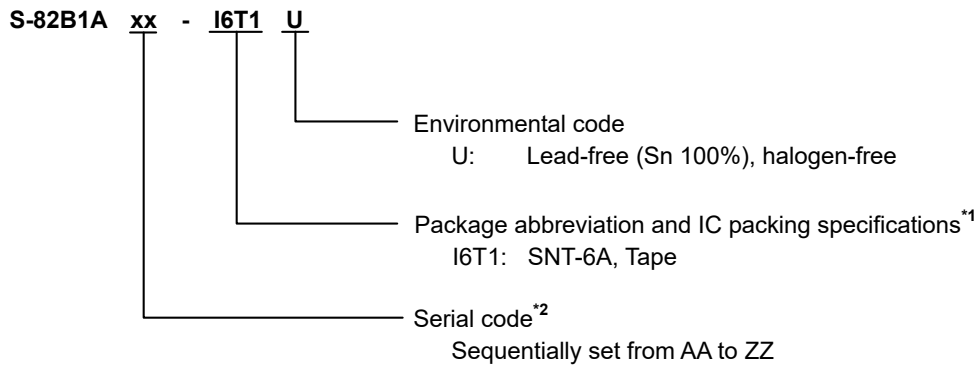 S-82B1A xx - I6T1 U
Environmental code
U: Lead-free (Sn 100%), halogen-free
Package abbreviation and IC packing specifications*1
I6T1: SNT-6A, Tape
Serial code*2
Sequentially set from AA to ZZ